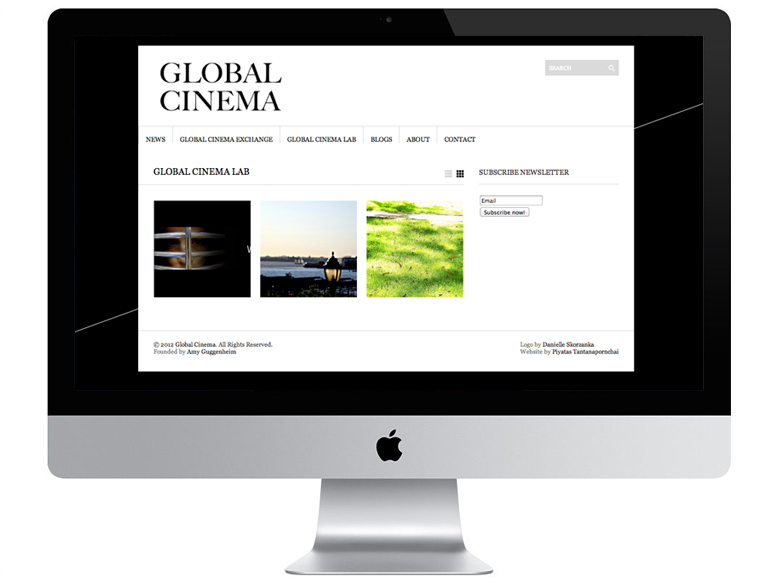 GLOBAL
CINEMA
SEARCH
NEWS GLOBAL CINEMA EXCHANGE GLOBAL CINEMA LAB BLOGS ABOUT CONTACT
GLOBAL CINEMA LAB
SUBSCRIBE NEWSLETTER
Email
Subscribe now!
W
© 2012 Global Cinema. All Rights Reserved.
Founded by Amy Guggenheim
Logo by Danielle Skorzanka
Website by Piyatas Tantanapornchai